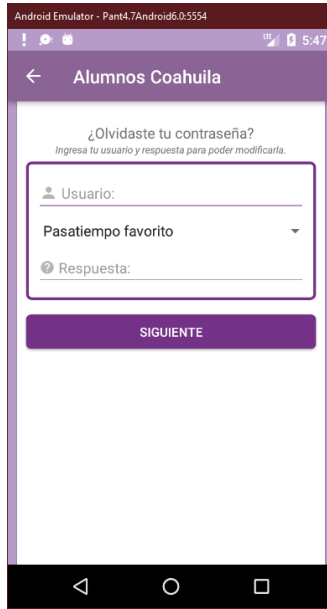 Android Emulator - Pant4.7Android6.0:5554
LTE 5:47
Alumnos Coahuila
¿Olvidaste tu contraseña?
Ingresa tu usuario y respuesta para poder modificarla.
Usuario:
Pasatiempo favorito
Respuesta:
SIGUIENTE